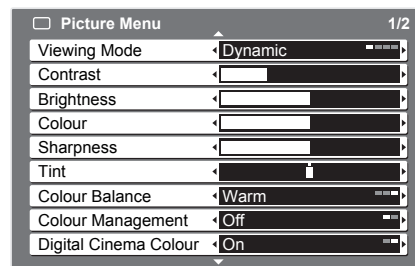 Picture Menu 1/2
Viewing Mode Dynamic
Contrast
Brightness
Colour
Sharpness
Tint
Colour Balance Warm
Colour Management Off
Digital Cinema Colour On